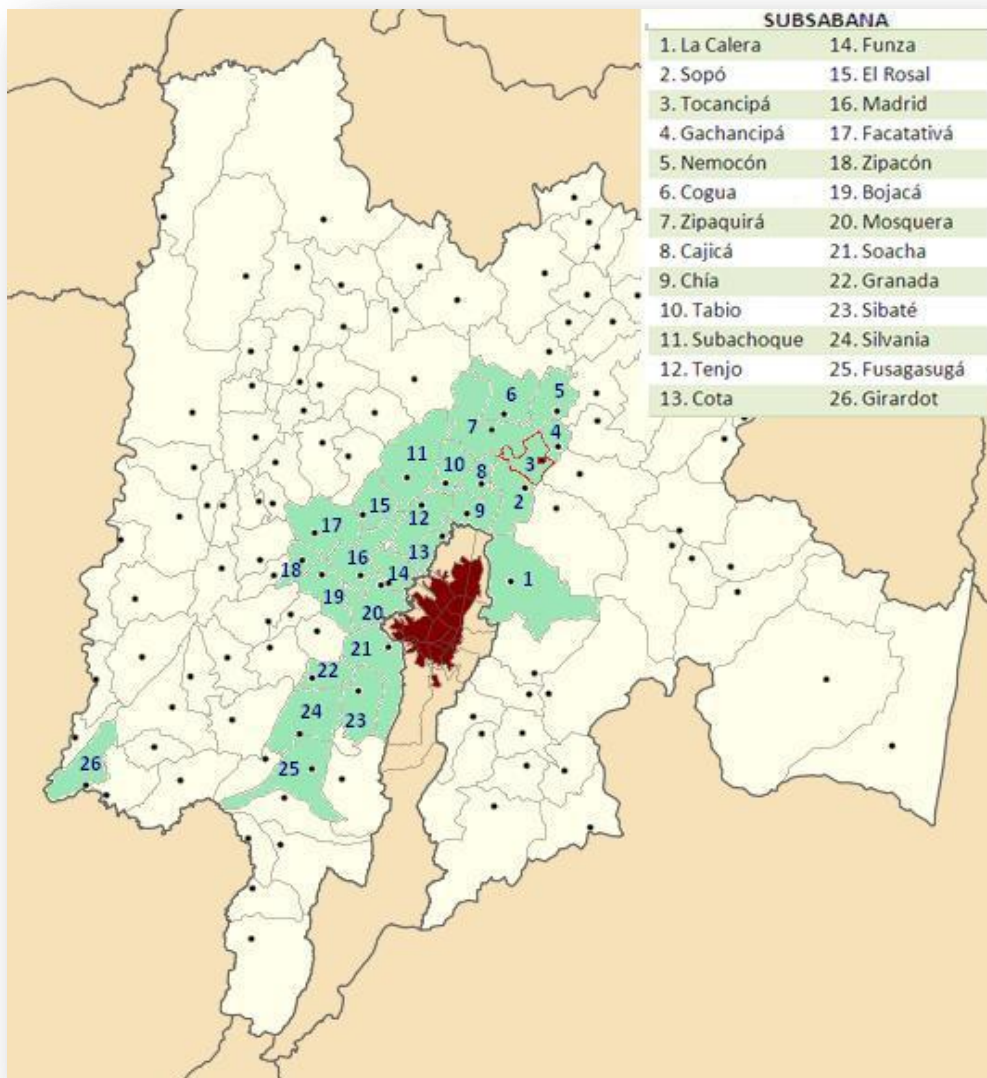 SUBSABANA
1. La Calera 14. Funza
2. Sopó 15. El Rosal
3. Tocancipá 16. Madrid
4. Gachancipá 17. Facatativá
5. Nemocón 18. Zipacón
6. Cogua 19. Bojacá
7. Zipaquirá 20. Mosquera
8. Cajicá 21. Soacha
9. Chía 22. Granada
10. Tabio 23. Sibaté
11. Subachoque 24. Silvania
12. Tenjo 25. Fusagasugá
13. Cota 26. Girardot
6 5
7 4
11 10 8 3
2
15 12 9
17
13
16 14 1
18
19 20
21
22
24 23
26 25